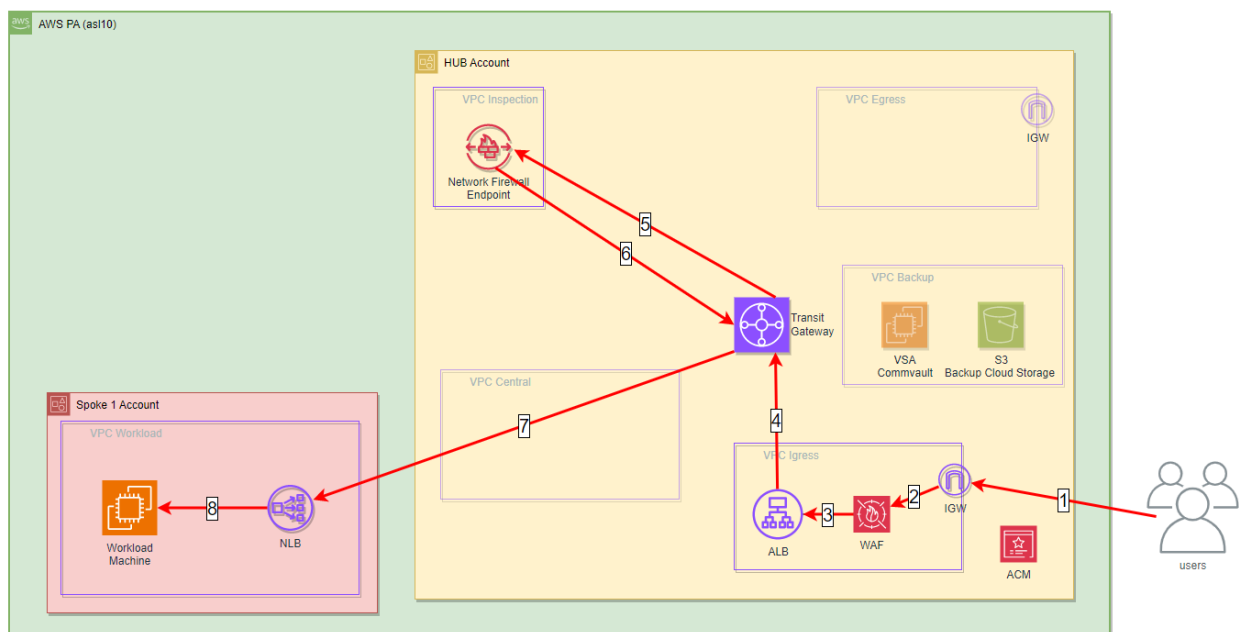 aws
AWS PA (asl10)
HUB Account
VPC Inspection
Network Firewall
Endpoint
VPC Egress
IGW
5
6
Transit
Gateway
VPC Backup
VSA
Commvault
S3
Backup Cloud Storage
VPC Central
4
7
Spoke 1 Account
VPC Workload
8
Workload
Machine
NLB
VPC Igress
ALB
3
WAF
2
IGW
1
ACM
users